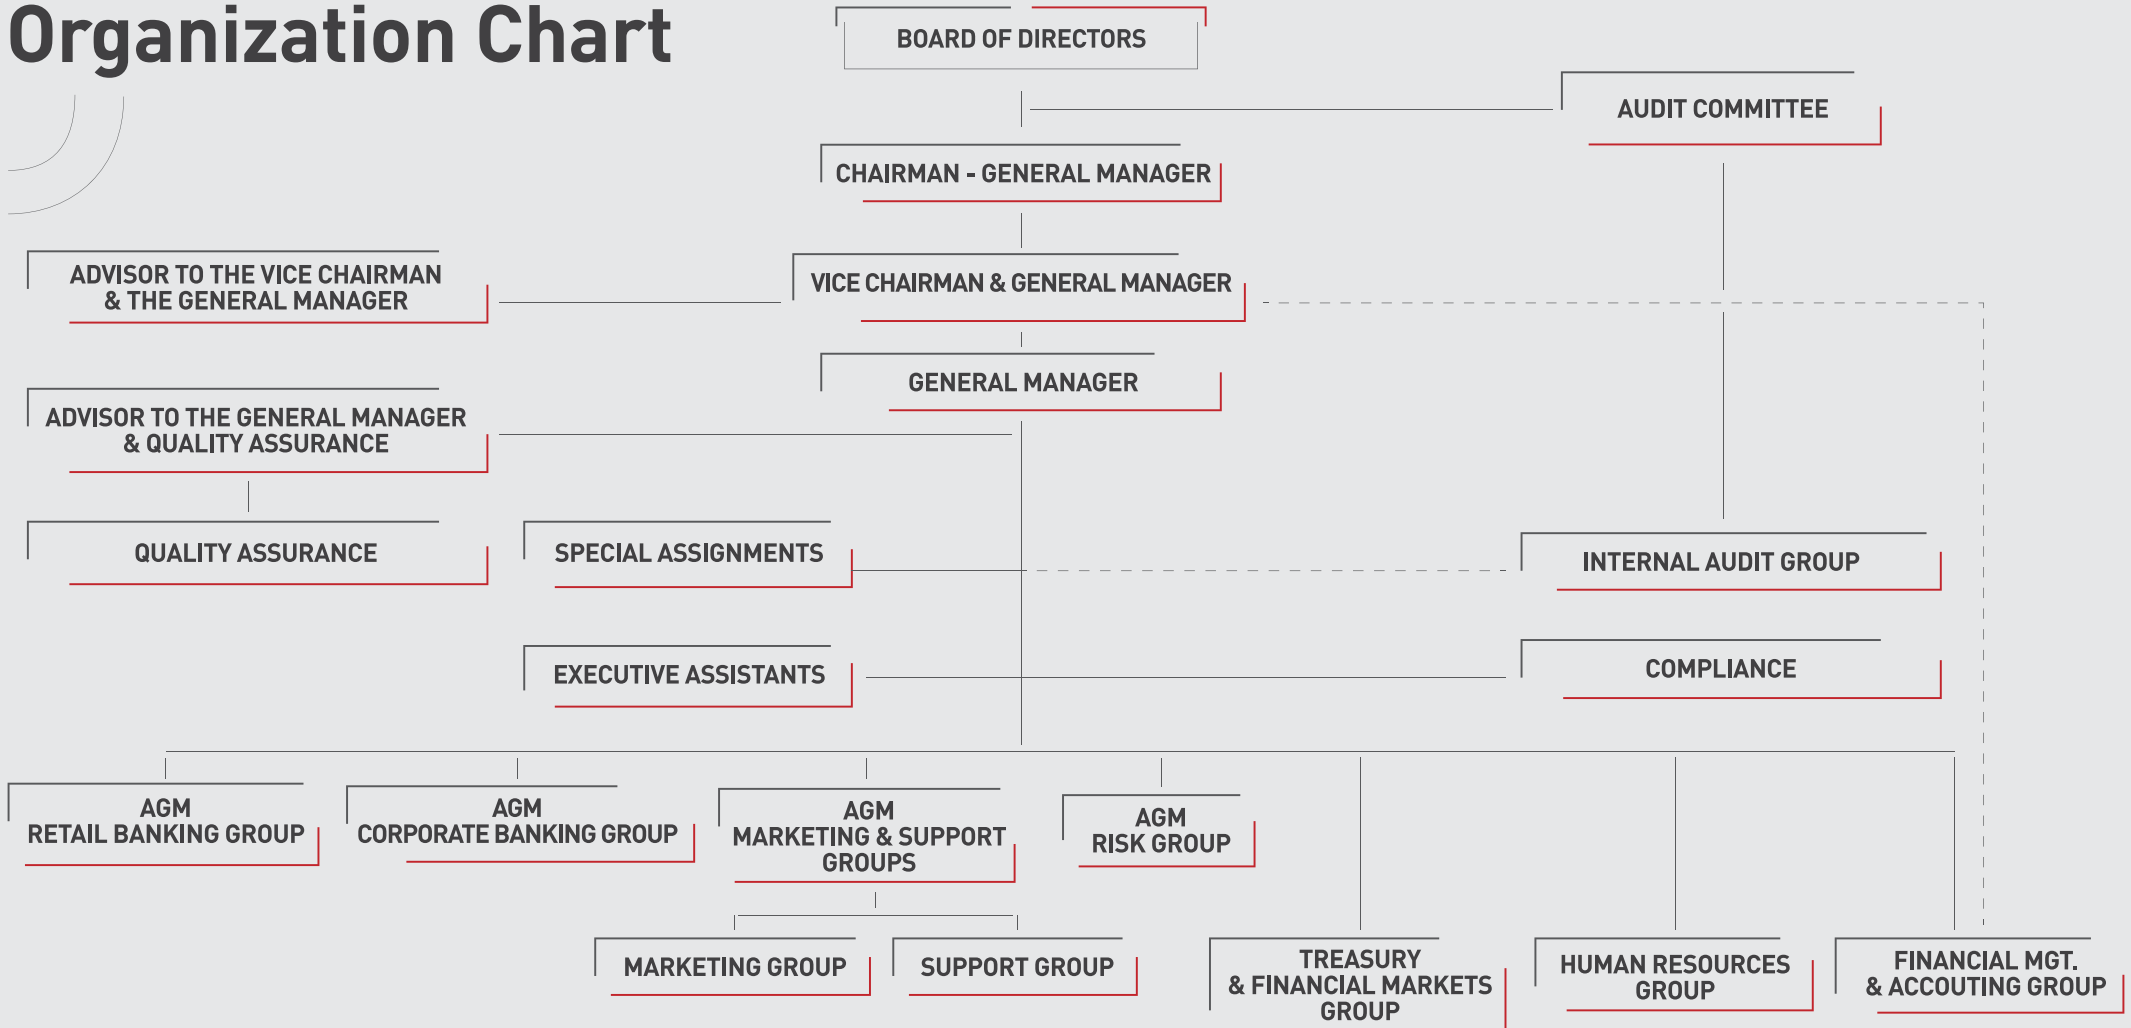 Organization Chart
BOARD OF DIRECTORS
AUDIT COMMITTEE
CHAIRMAN - GENERAL MANAGER
ADVISOR TO THE VICE CHAIRMAN
& THE GENERAL MANAGER
VICE CHAIRMAN & GENERAL MANAGER
GENERAL MANAGER
ADVISOR TO THE GENERAL MANAGER
& QUALITY ASSURANCE
QUALITY ASSURANCE
SPECIAL ASSIGNMENTS
INTERNAL AUDIT GROUP
EXECUTIVE ASSISTANTS
COMPLIANCE
AGM
RETAIL BANKING GROUP
AGM
CORPORATE BANKING GROUP
AGM
MARKETING & SUPPORT
GROUPS
AGM
RISK GROUP
MARKETING GROUP
SUPPORT GROUP
TREASURY
& FINANCIAL MARKETS
GROUP
HUMAN RESOURCES
GROUP
FINANCIAL MGT.
& ACCOUTING GROUP